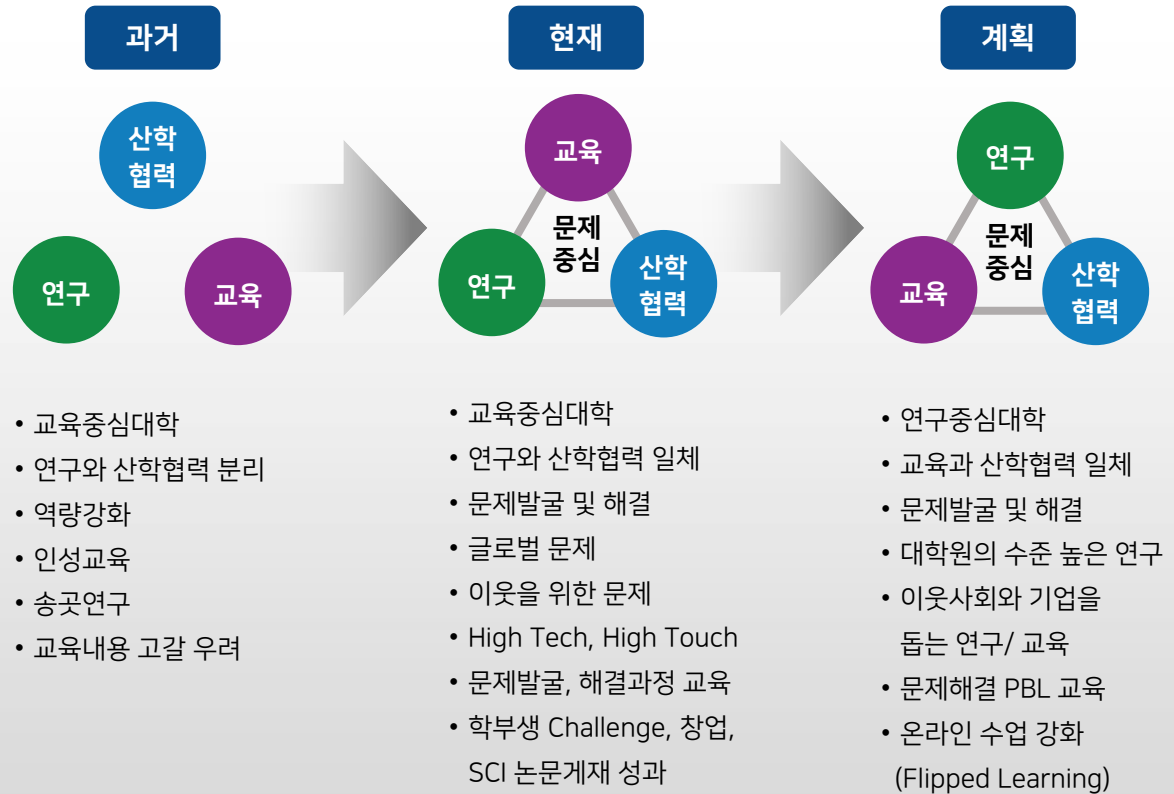 과거
산학
협력
연구
교육
• 교육중심대학
• 연구와 산학협력 분리
• 역량강화
• 인성교육
• 송곳연구
• 교육내용 고갈 우려
현재
교육
문제
중심
연구
산학
협력
• 교육중심대학
• 연구와 산학협력 일체
• 문제발굴 및 해결
• 글로벌 문제
• 이웃을 위한 문제
• High Tech, High Touch
• 문제발굴, 해결과정 교육
• 학부생 Challenge, 창업,
SCI 논문게재 성과
계획
연구
문제
중심
교육
산학
협력
• 연구중심대학
• 교육과 산학협력 일체
• 문제발굴 및 해결
• 대학원의 수준 높은 연구
• 이웃사회와 기업을
돕는 연구/ 교육
• 문제해결 PBL 교육
• 온라인 수업 강화
(Flipped Learning)